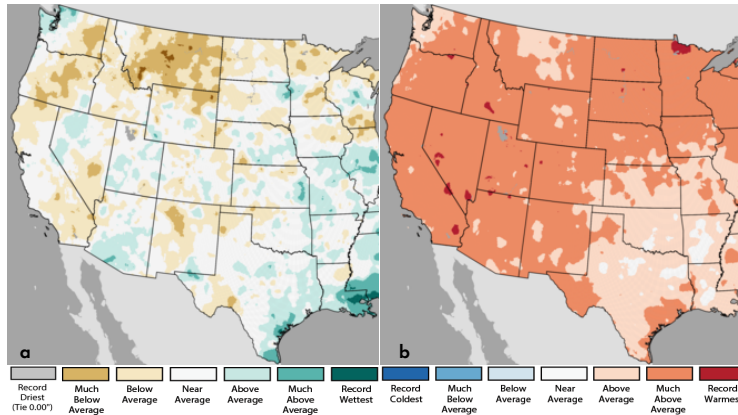 a
b
Record
Driest
(Tie 0.00")
Much
Below
Average
Below
Average
Near
Average
Above
Average
Much
Above
Average
Record
Wettest
Record
Coldest
Much
Below
Average
Below
Average
Near
Average
Above
Average
Much
Above
Average
Record
Warmes